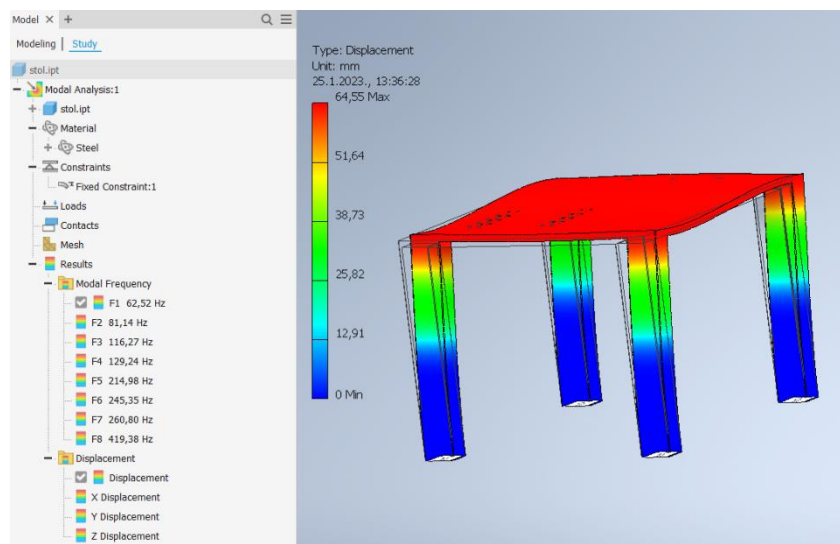 Model × +
Modeling | Study
stol.ipt
Modal Analysis:1
stol.ipt
Material
Steel
Constraints
Fixed Constraint:1
Loads
Contacts
Mesh
Results
Modal Frequency
F1 62,52 Hz
F2 81,14 Hz
F3 116,27 Hz
F4 129,24 Hz
F5 214,98 Hz
F6 245,35 Hz
F7 260,80 Hz
F8 419,38 Hz
Displacement
Displacement
X Displacement
Y Displacement
Z Displacement
Type: Displacement
Unit: mm
25.1.2023., 13:36:28
64,55 Max
51,64
38,73
25,82
12,91
0 Min